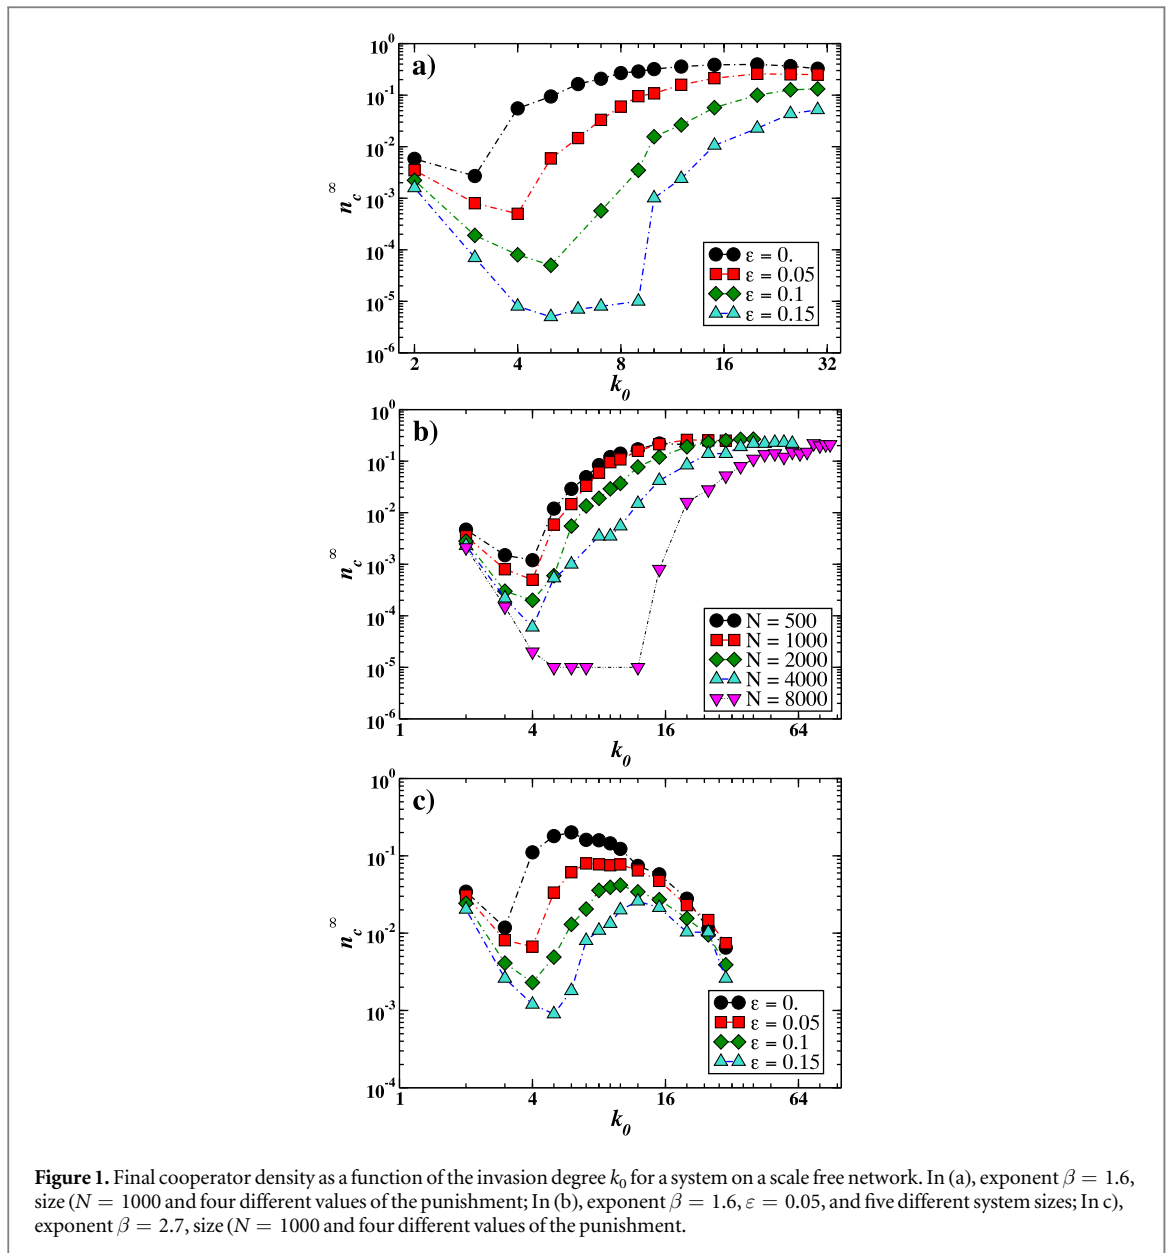 a)
10^0
10^-1
10^-2
10^-3
10^-4
10^-5
10^-6
n_c^∞
2 4 8 16 32
k_0
ε = 0.
ε = 0.05
ε = 0.1
ε = 0.15
b)
10^0
10^-1
10^-2
10^-3
10^-4
10^-5
10^-6
n_c^∞
1 4 16 64
k_0
N = 500
N = 1000
N = 2000
N = 4000
N = 8000
c)
10^0
10^-1
10^-2
10^-3
10^-4
n_c^∞
1 4 16 64
k_0
ε = 0.
ε = 0.05
ε = 0.1
ε = 0.15
Figure 1. Final cooperator density as a function of the invasion degree k_0 for a system on a scale free network. In (a), exponent β = 1.6,
size (N = 1000 and four different values of the punishment; In (b), exponent β = 1.6, ε = 0.05, and five different system sizes; In c),
exponent β = 2.7, size (N = 1000 and four different values of the punishment.